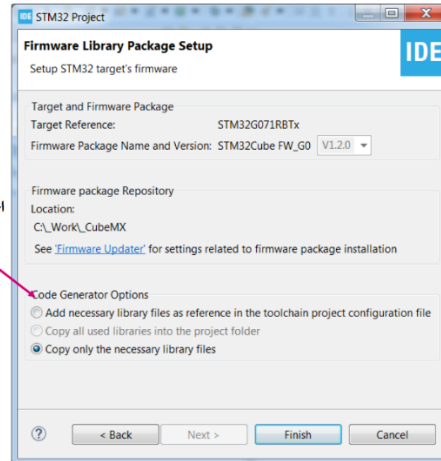 IDE STM32 Project
Firmware Library Package Setup
IDE
Setup STM32 target's firmware
Target and Firmware Package
Target Reference: STM32G071RBTx
Firmware Package Name and Version: STM32Cube FW_G0 V1.2.0
Firmware package Repository
Location:
C:\_Work\_CubeMX
See 'Firmware Updater' for settings related to firmware package installation
Code Generator Options
Add necessary library files as reference in the toolchain project configuration file
Copy all used libraries into the project folder
Copy only the necessary library files
? < Back Next > Finish Cancel